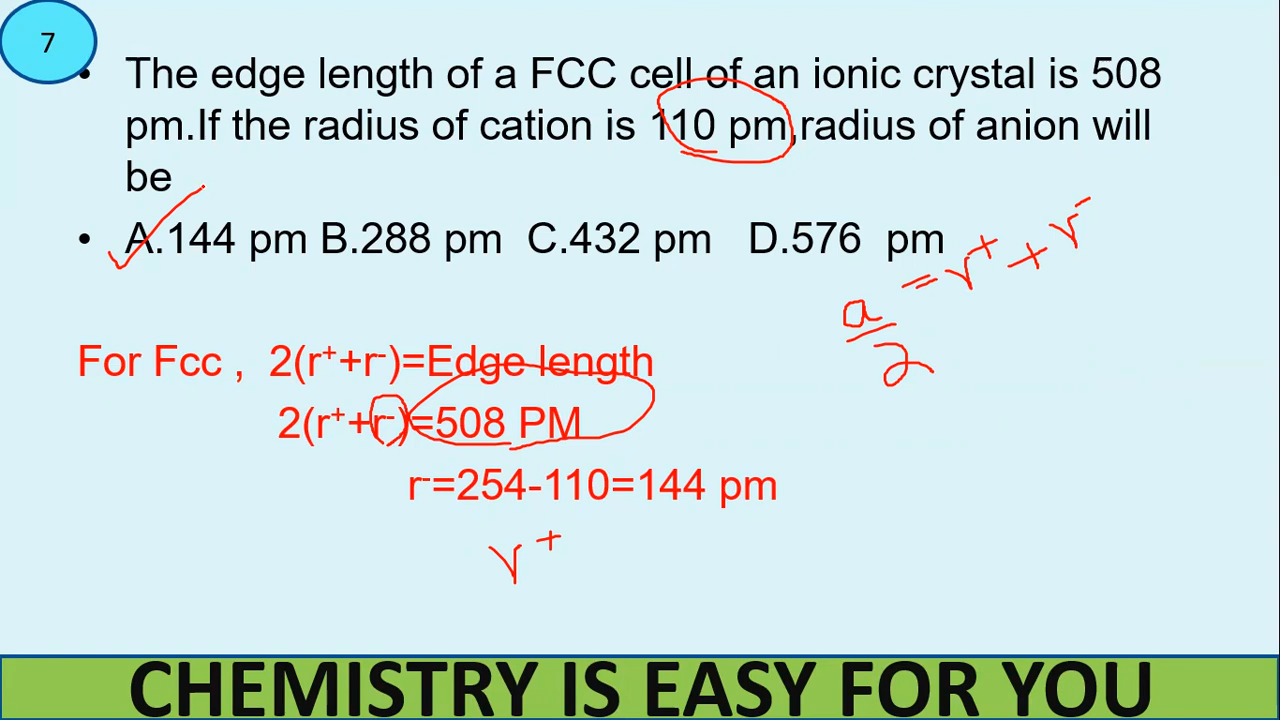 7
• The edge length of a FCC cell of an ionic crystal is 508
pm.If the radius of cation is 110 pm,radius of anion will
be
• A.144 pm B.288 pm C.432 pm D.576 pm
a/2 = r⁺ + r⁻
For Fcc , 2(r⁺+r⁻)=Edge length
2(r⁺+r⁻)=508 PM
r⁻=254-110=144 pm
r⁺
CHEMISTRY IS EASY FOR YOU